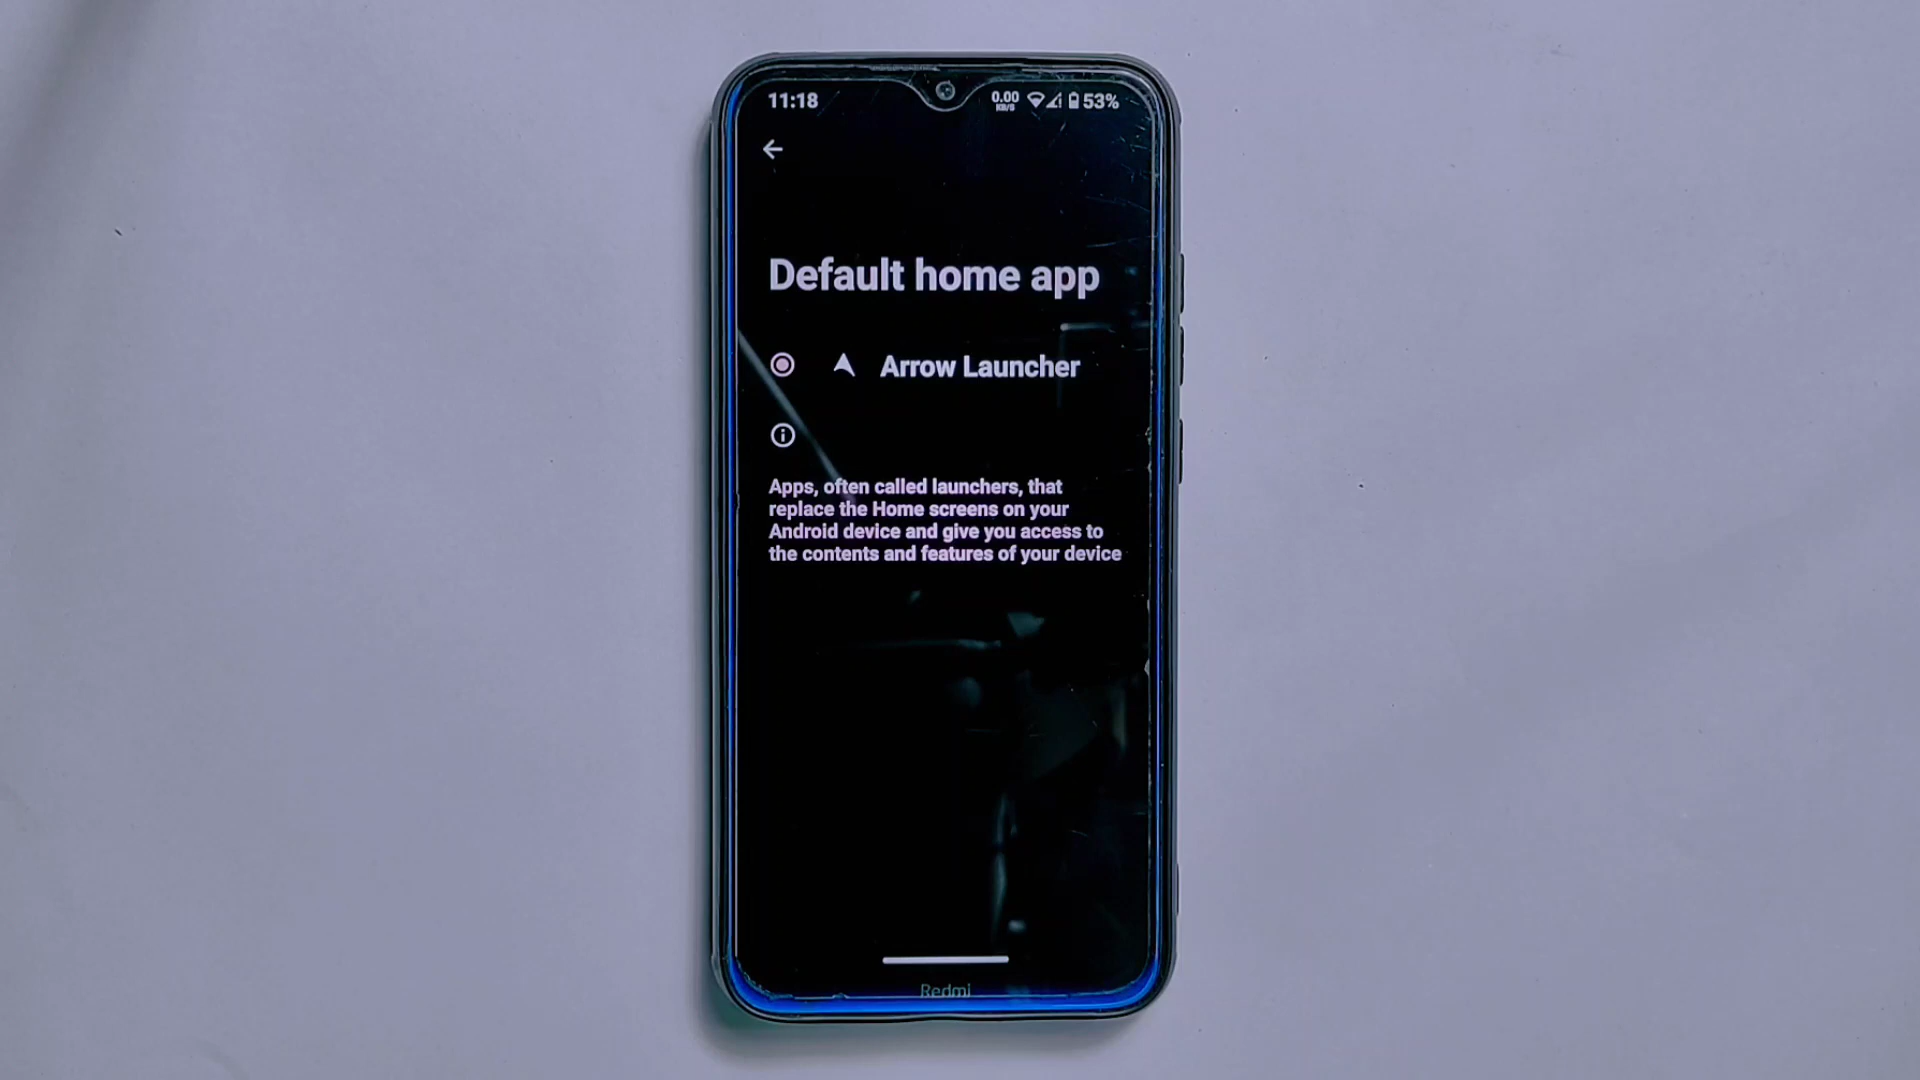 11:18
0.00
KB/S
53%
Default home app
Arrow Launcher
Apps, often called launchers, that
replace the Home screens on your
Android device and give you access to
the contents and features of your device
Redmi